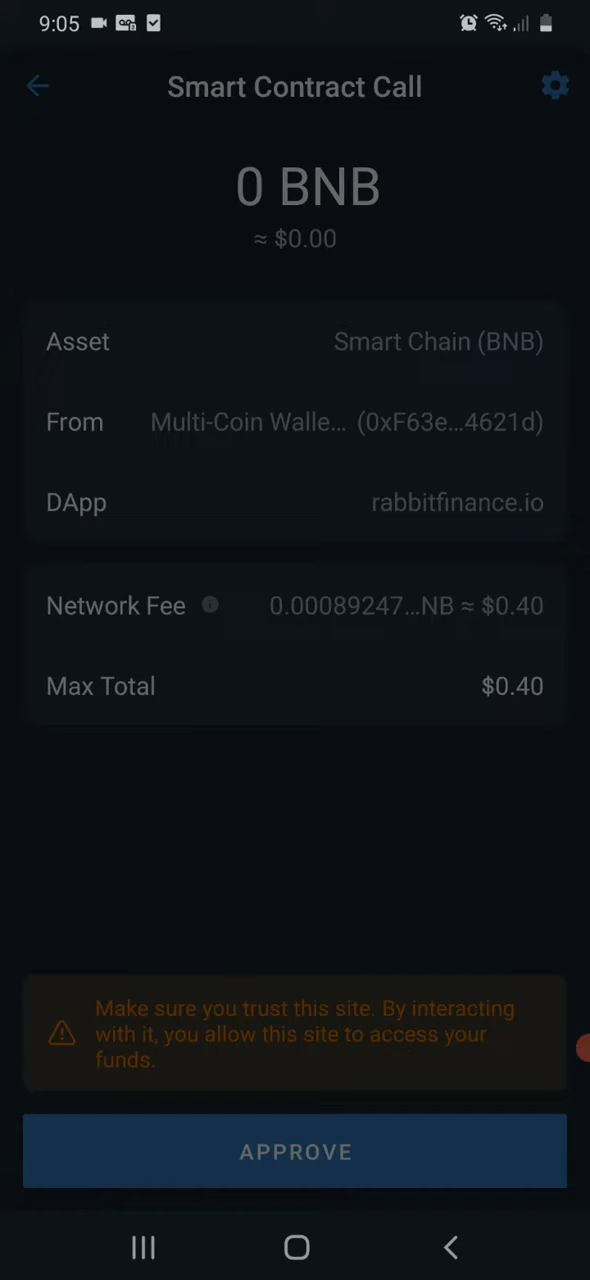 9:05
Smart Contract Call
0 BNB
≈ $0.00
Asset Smart Chain (BNB)
From Multi-Coin Walle... (0xF63e...4621d)
DApp rabbitfinance.io
Network Fee 0.00089247...NB ≈ $0.40
Max Total $0.40
Make sure you trust this site. By interacting
with it, you allow this site to access your
funds.
APPROVE